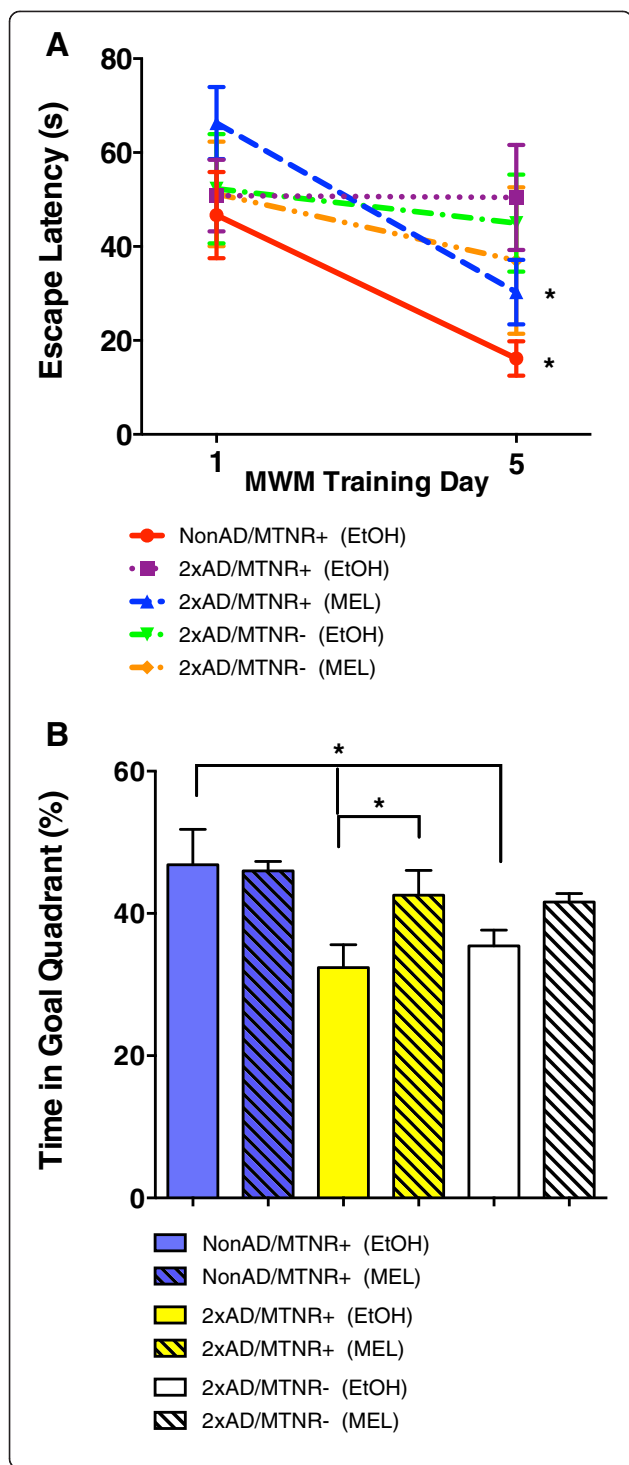 A
80
60
40
20
0
Escape Latency (s)
*
*
1
5
MWM Training Day
NonAD/MTNR+ (EtOH)
2xAD/MTNR+ (EtOH)
2xAD/MTNR+ (MEL)
2xAD/MTNR- (EtOH)
2xAD/MTNR- (MEL)
B
*
*
60
40
20
0
Time in Goal Quadrant (%)
NonAD/MTNR+ (EtOH)
NonAD/MTNR+ (MEL)
2xAD/MTNR+ (EtOH)
2xAD/MTNR+ (MEL)
2xAD/MTNR- (EtOH)
2xAD/MTNR- (MEL)